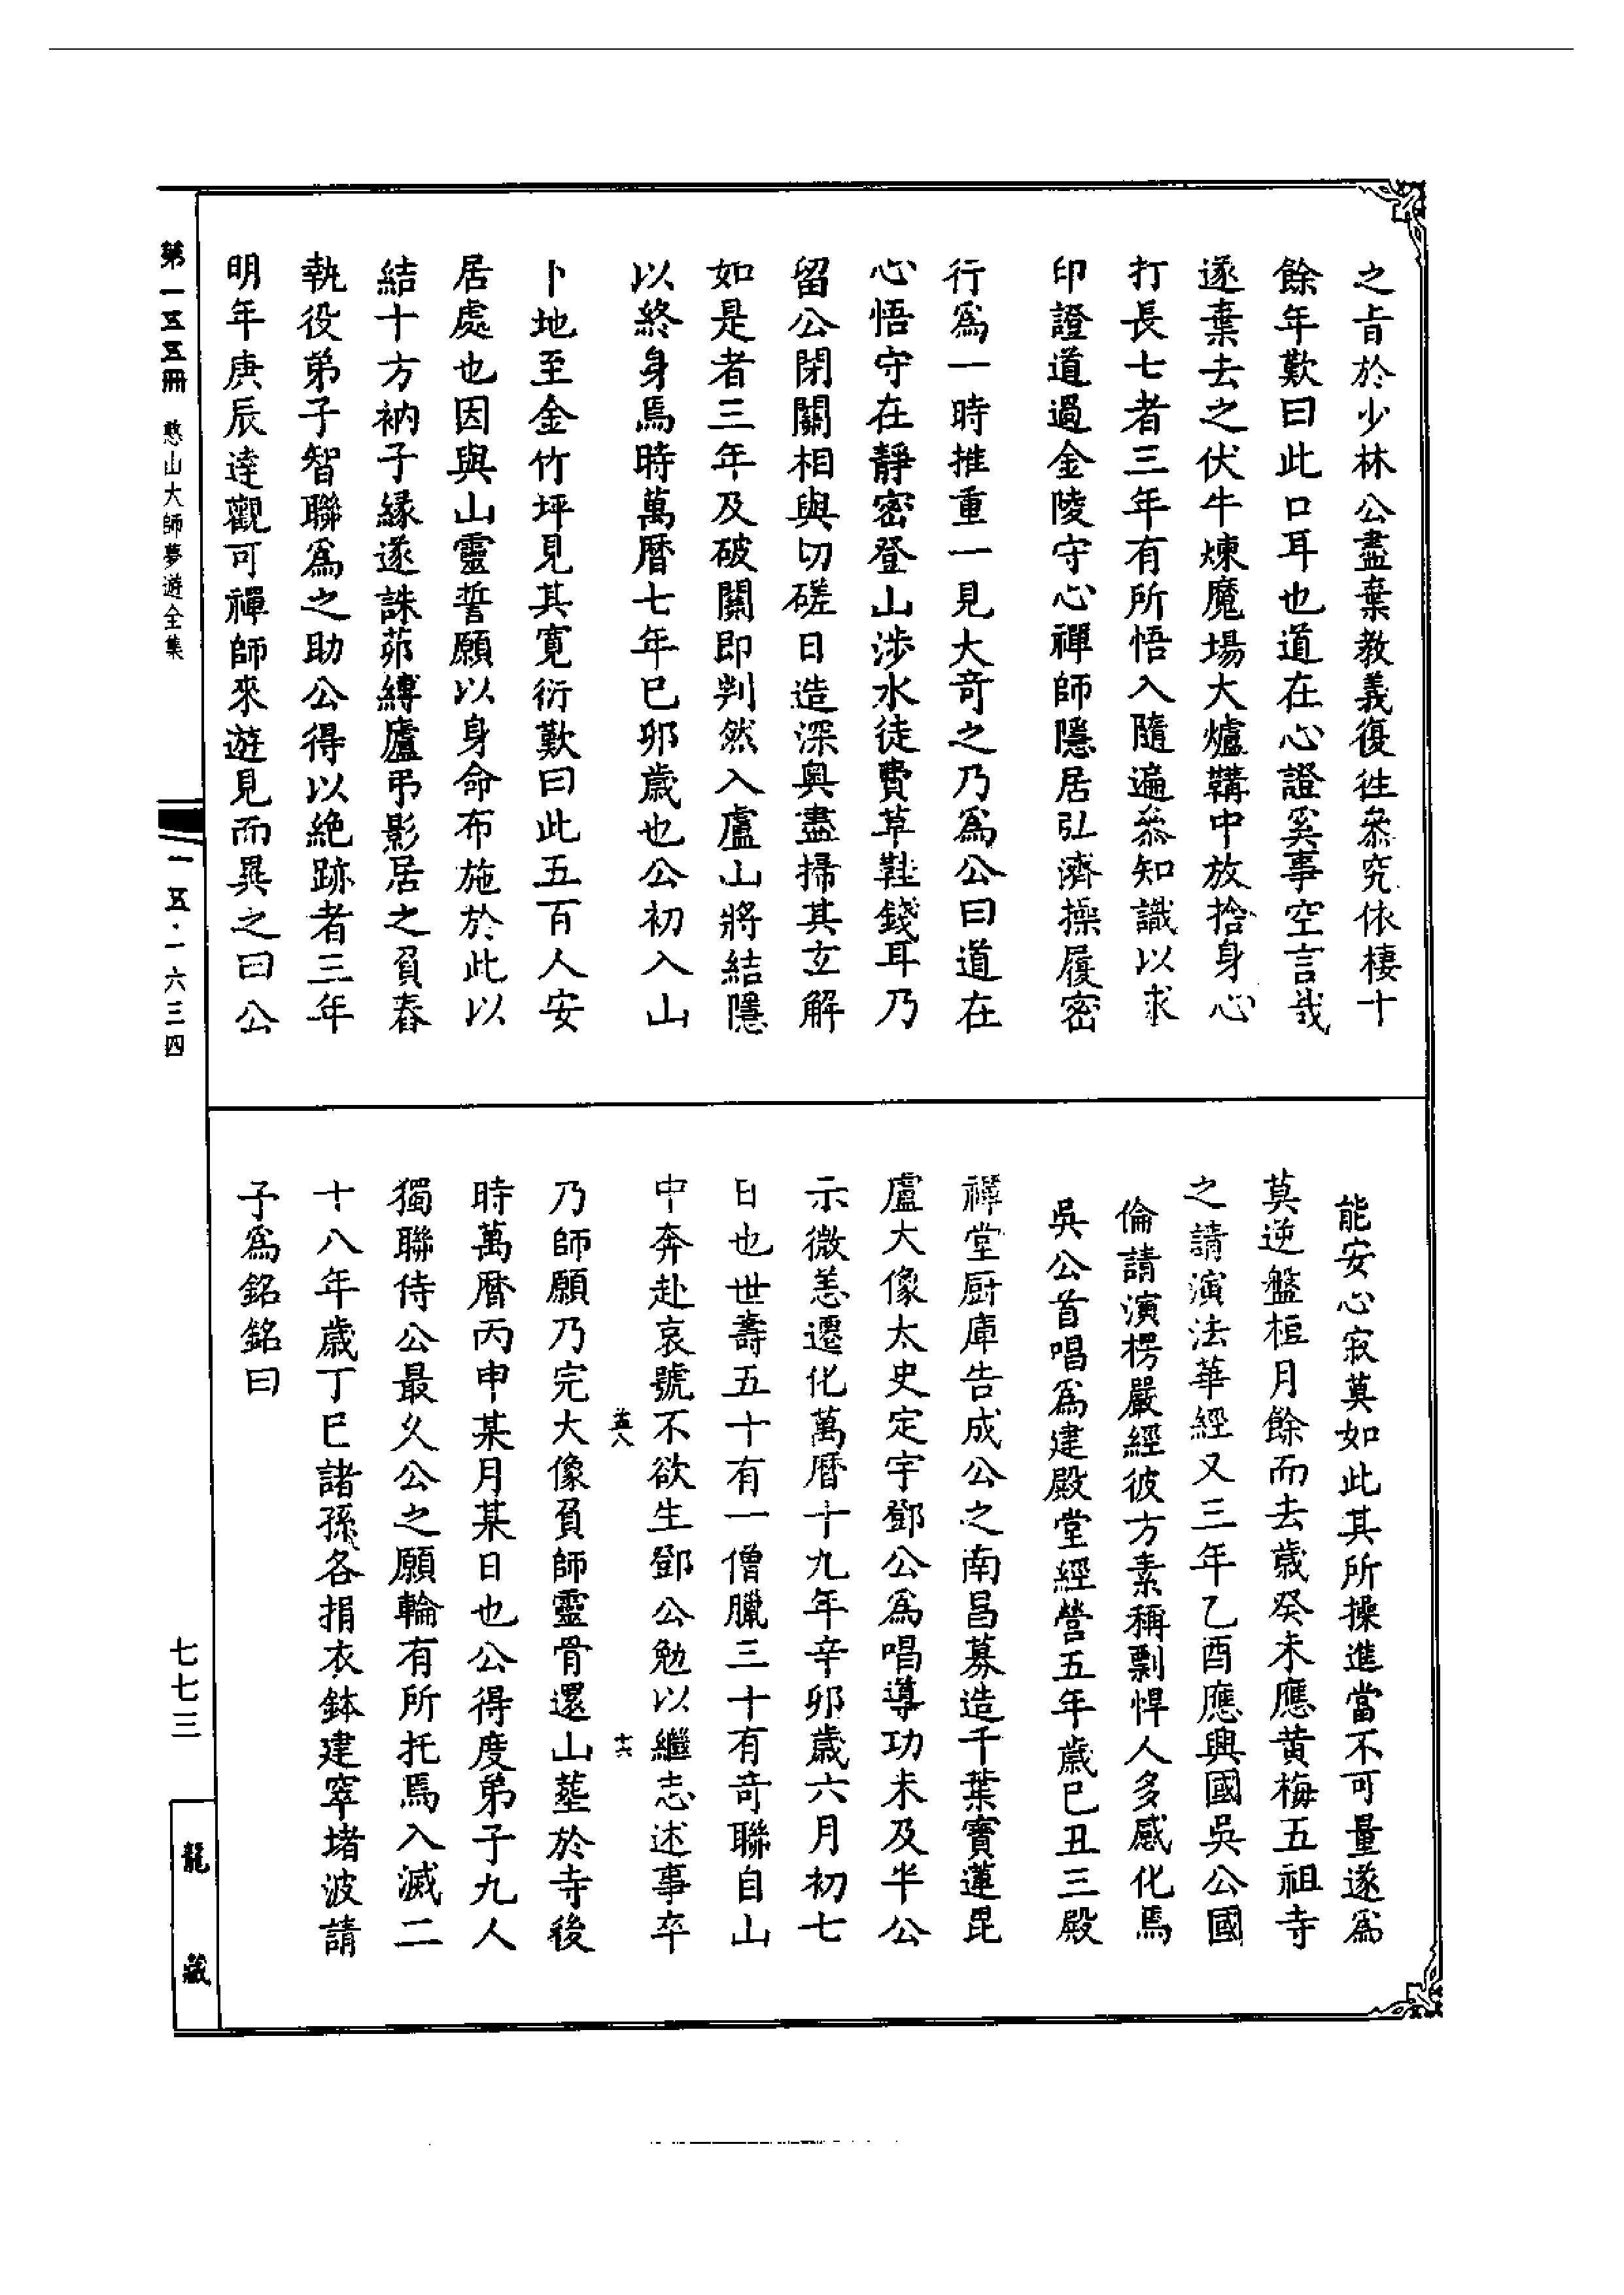 之旨於少林公盡棄教義復徃叅究依棲十
餘年歎曰此口耳也道在心證奚事空言哉
遂棄去之伏牛煉魔場大爐鞴中放捨身心
打長七者三年有所悟入隨遍叅知識以求
印證道過金陵守心禪師隱居弘濟操履密
行爲一時推重一見大奇之乃爲公曰道在
心悟守在靜密登山涉水徒費草鞋錢耳乃
留公閉關相與切磋日造深奧盡掃其玄解
如是者三年及破關即判然入廬山將結隱
以終身焉時萬曆七年已卯歲也公初入山
卜地至金竹坪見其寬衍歎曰此五百人安
居處也因與山靈誓願以身命布施於此以
結十方衲子緣遂誅茆縛廬弔影居之負舂
執役弟子智聯爲之助公得以絕跡者三年
明年庚辰達觀可禪師來遊見而異之曰公
能安心寂莫如此其所操進當不可量遂爲
莫逆盤桓月餘而去歲癸未應黄梅五祖寺
之請演法華經又三年乙酉應興國吳公國
倫請演楞嚴經彼方素稱剽悍人多感化焉
吳公首唱爲建殿堂經營五年歲已丑三殿
禪堂厨庫告成公之南昌募造千葉寶蓮毘
盧大像太史定宇鄧公爲唱導功未及半公
示微恙遷化萬曆十九年辛卯歲六月初七
日也世壽五十有一僧臘三十有奇聯自山
中奔赴哀號不欲生鄧公勉以繼志述事卒
孟八 十六
乃師願乃完大像負師靈骨還山塟於寺後
時萬曆丙申某月某日也公得度弟子九人
獨聯侍公最久公之願輪有所托焉入滅二
十八年歲丁巳諸孫各捐衣鉢建窣堵波請
子爲銘銘曰
第一五五冊 憨山大師夢遊全集
一五·一六三四
七七三
龍藏